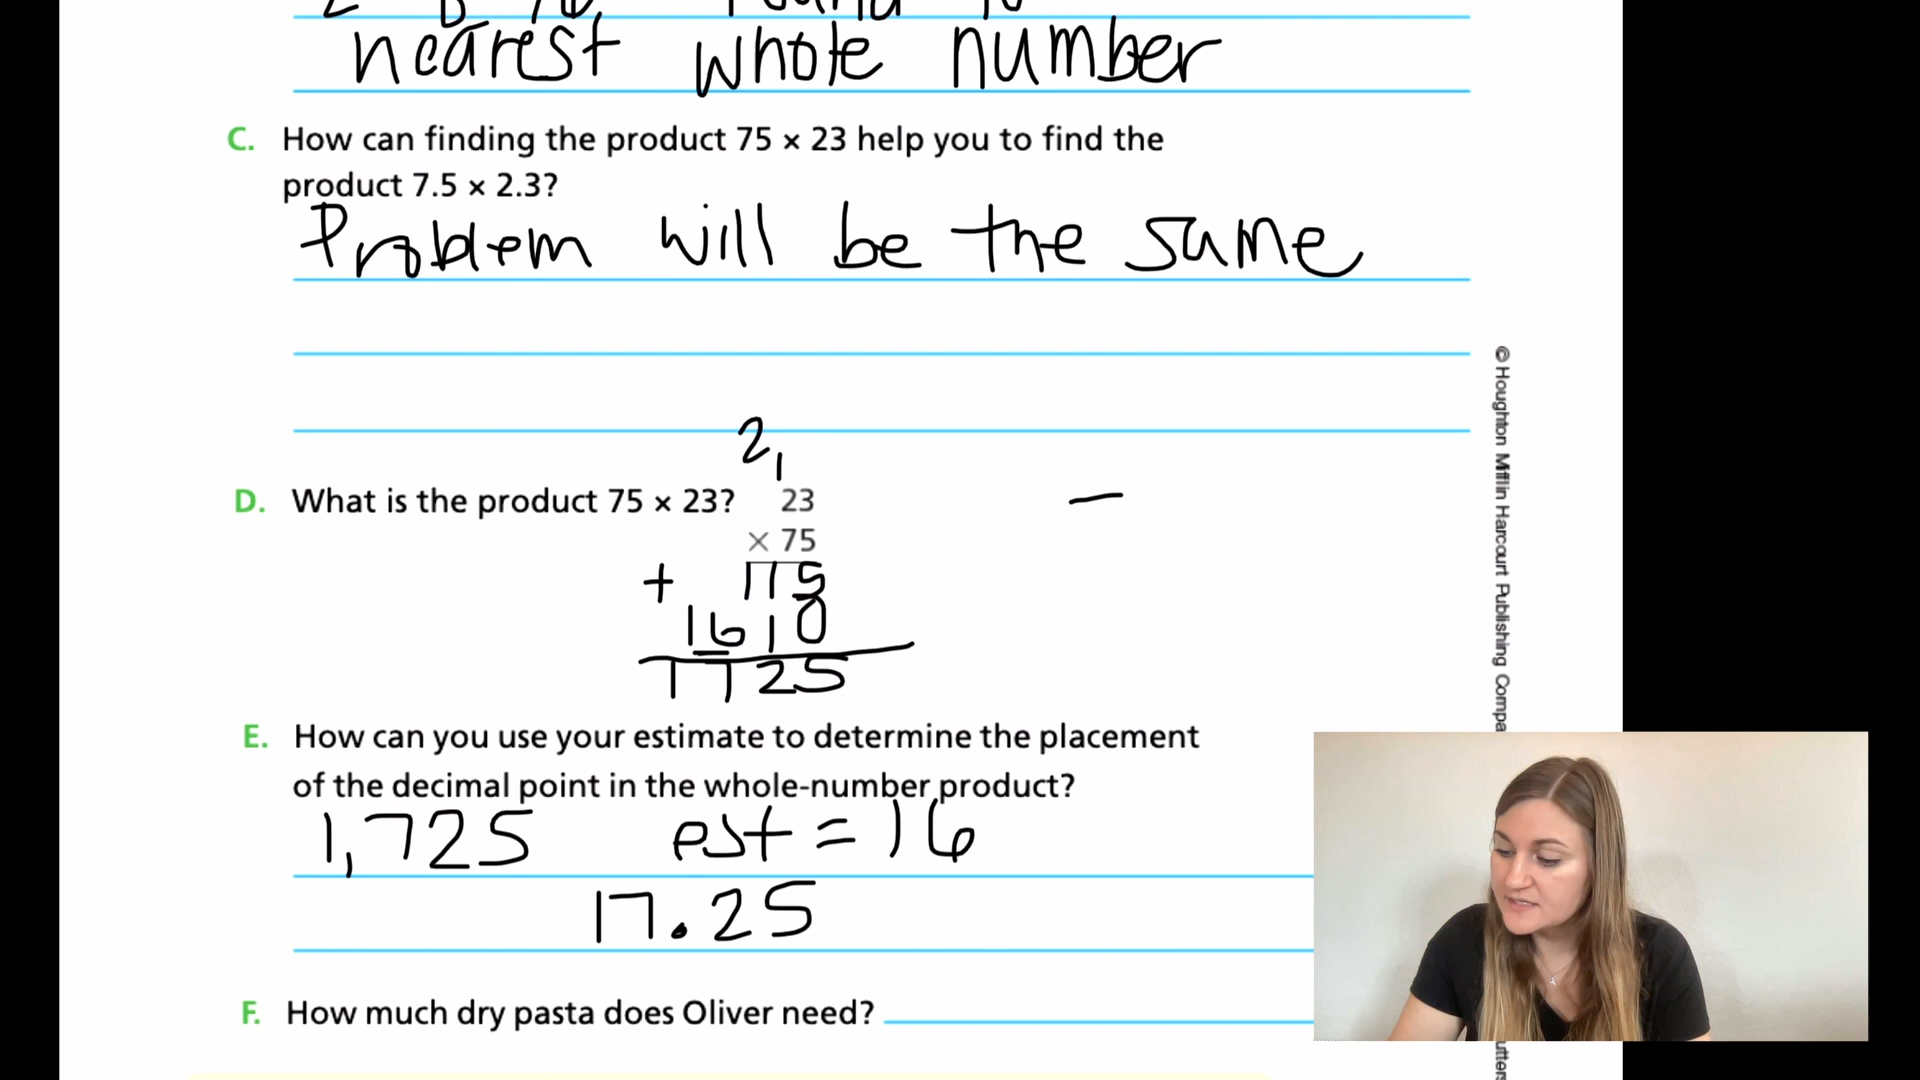 nearest whole number
C. How can finding the product 75 × 23 help you to find the
product 7.5 × 2.3?
Problem will be the same
2
1
D. What is the product 75 × 23? 23
× 75
+ 115
1610
1725
E. How can you use your estimate to determine the placement
of the decimal point in the whole-number product?
1,725 est = 16
17.25
F. How much dry pasta does Oliver need?
© Houghton Mifflin Harcourt Publishing Compa